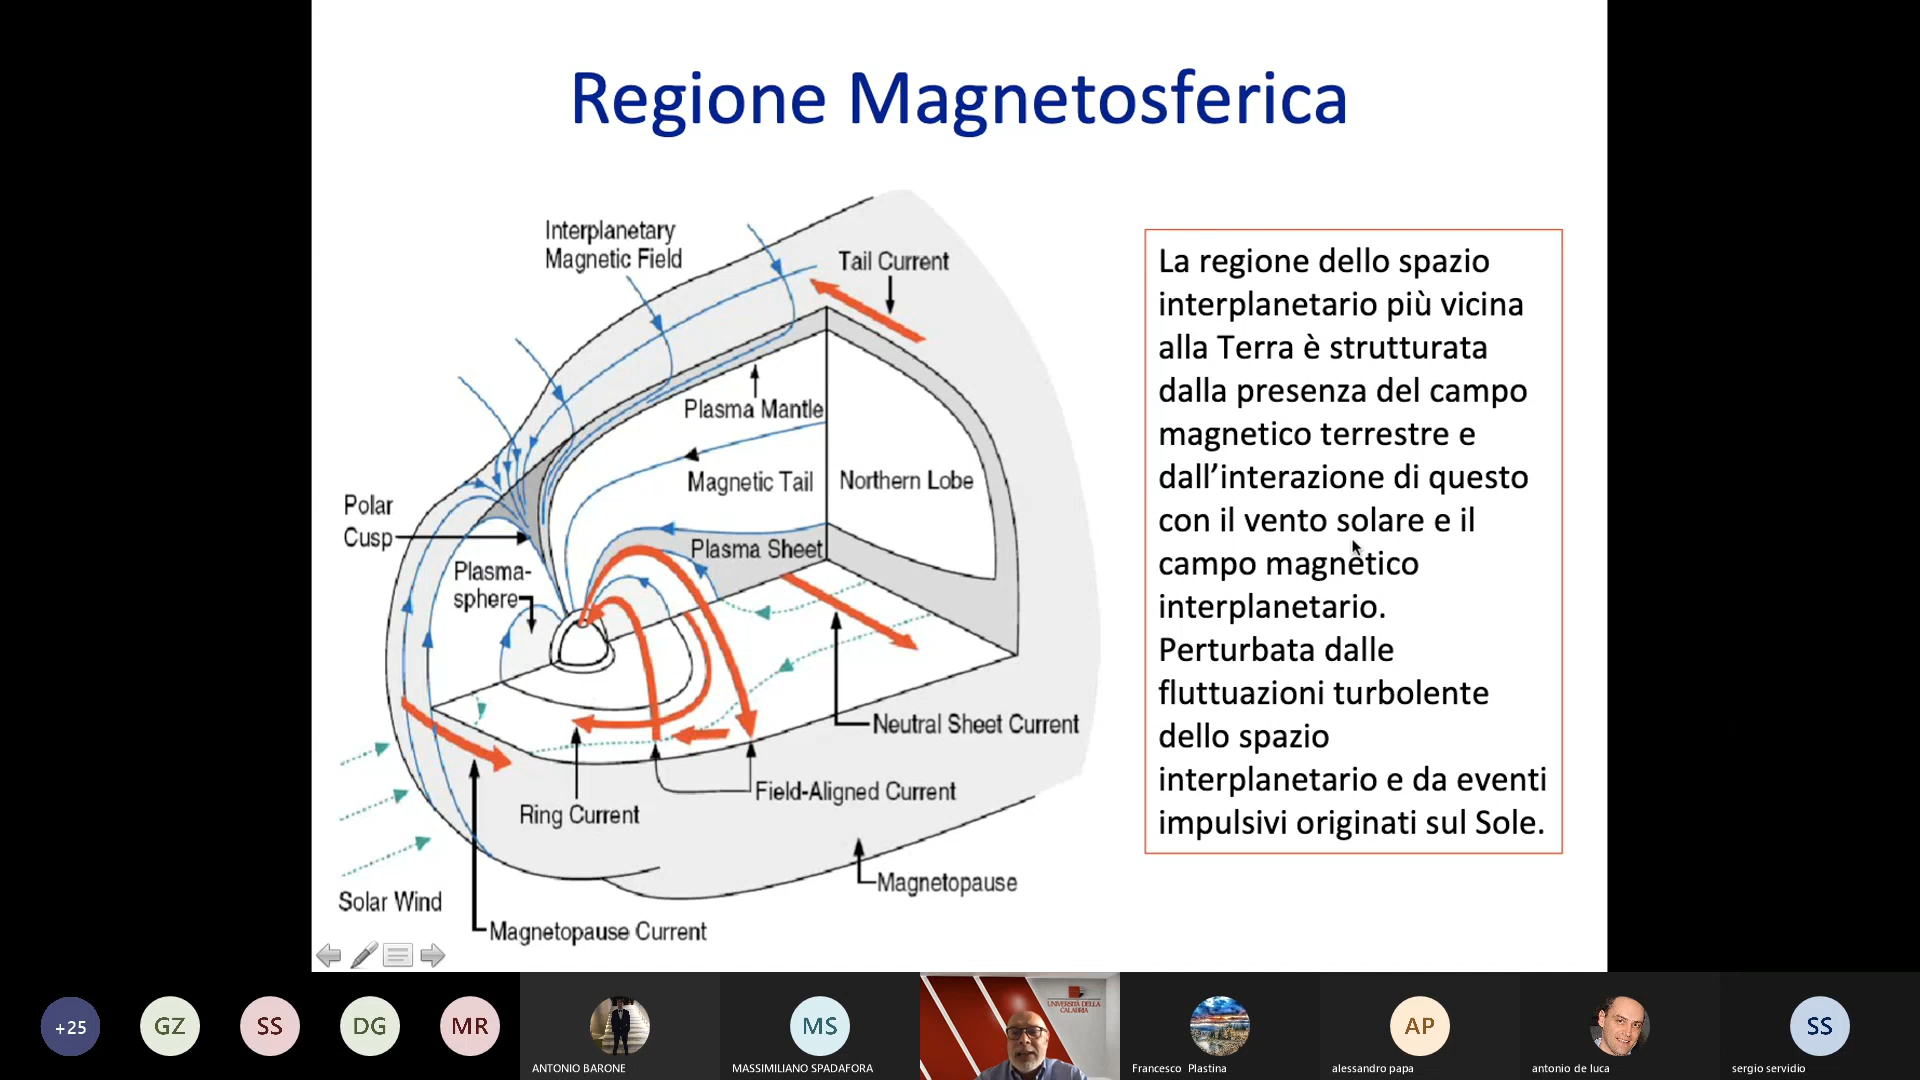 Regione Magnetosferica
Interplanetary
Magnetic Field
Tail Current
Plasma Mantle
Magnetic Tail
Northern Lobe
Polar
Cusp
Plasma Sheet
Plasma-
sphere
Neutral Sheet Current
Field-Aligned Current
Ring Current
Magnetopause
Solar Wind
Magnetopause Current
La regione dello spazio
interplanetario più vicina
alla Terra è strutturata
dalla presenza del campo
magnetico terrestre e
dall’interazione di questo
con il vento solare e il
campo magnetico
interplanetario.
Perturbata dalle
fluttuazioni turbolente
dello spazio
interplanetario e da eventi
impulsivi originati sul Sole.
+25
GZ
SS
DG
MR
ANTONIO BARONE
MS
MASSIMILIANO SPADAFORA
UNIVERSITÀ DELLA
CALABRIA
Francesco Plastina
AP
alessandro papa
antonio de luca
SS
sergio servidio